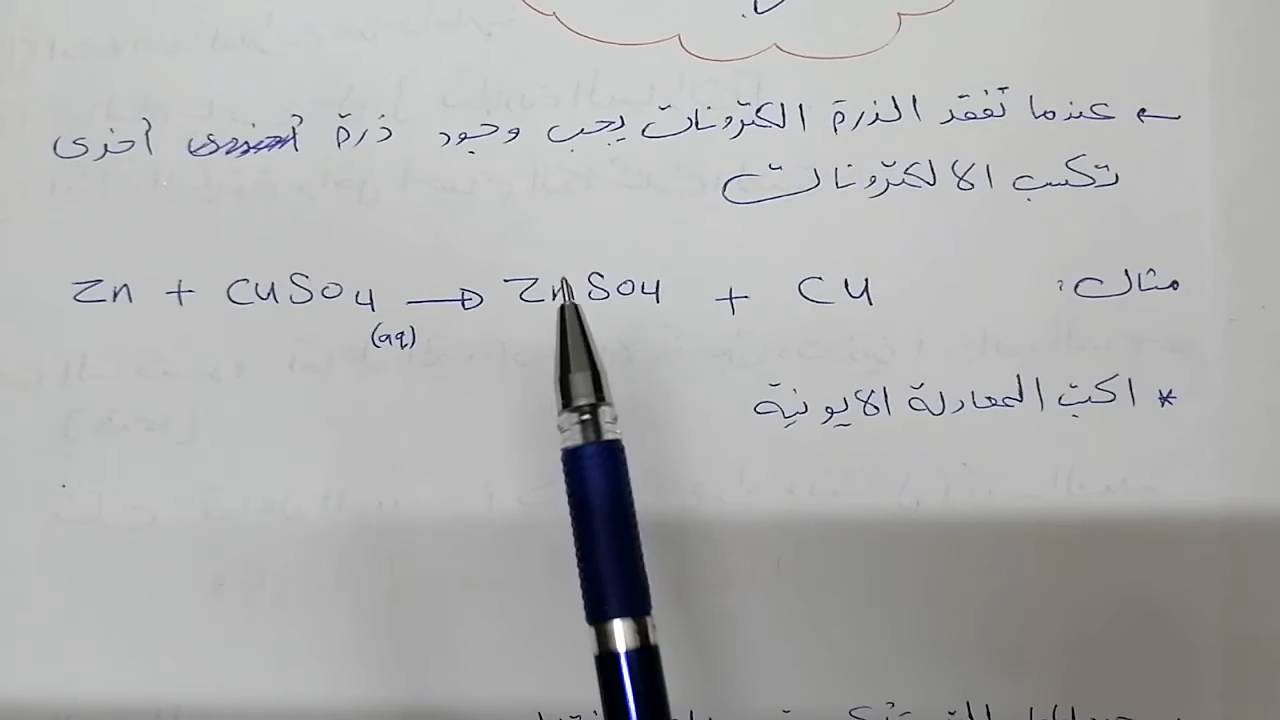 عندما تفقد الذرة الكترونات يجب وجود ذرة أخرى
تكسب الالكترونات
مثال: Zn + CuSO4 (aq) → ZnSO4 + Cu
* اكتب المعادلة الايونية